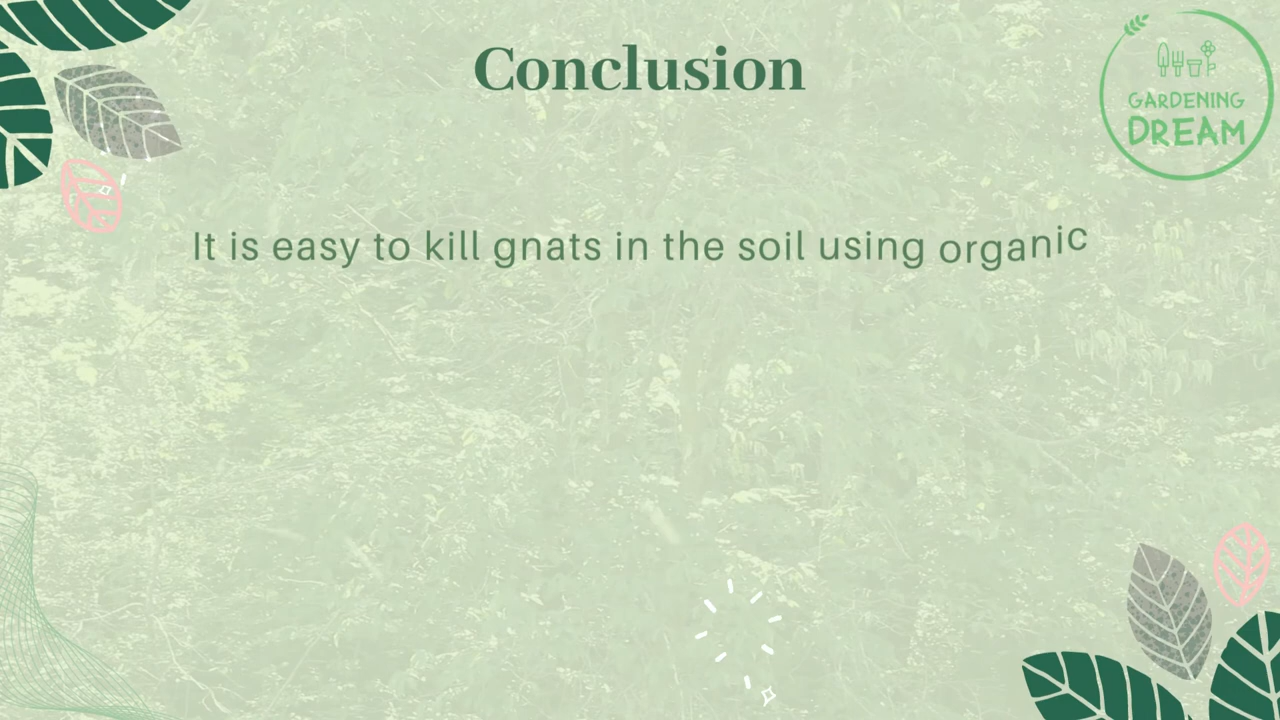 Conclusion
GARDENING
DREAM
It is easy to kill gnats in the soil using organic